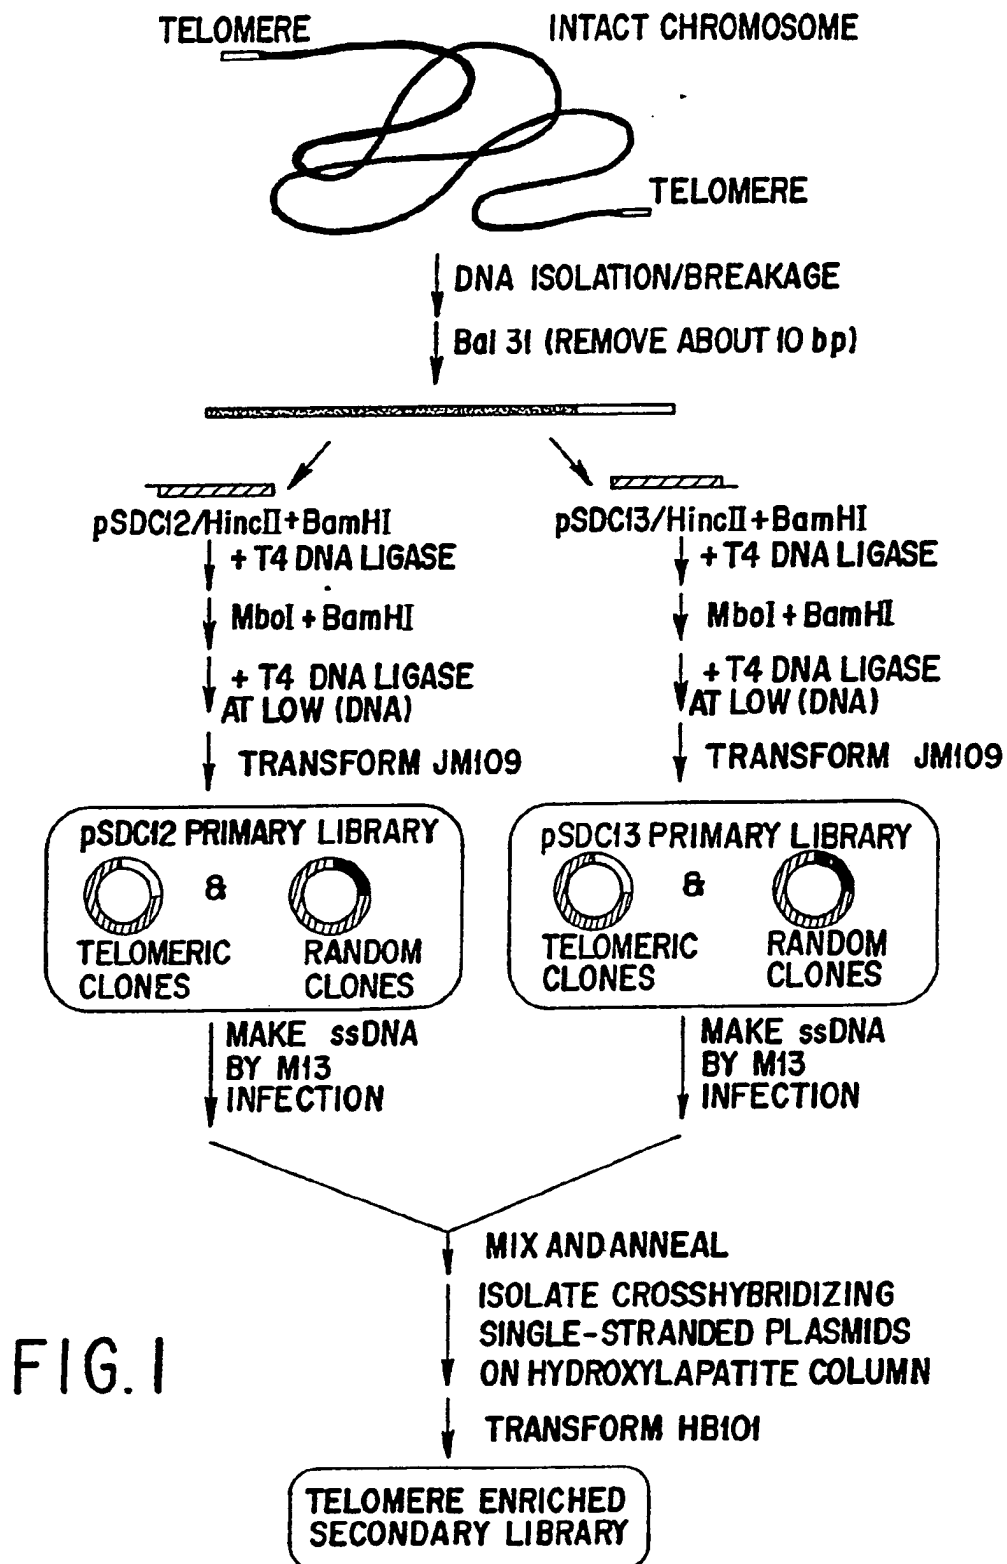 TELOMERE
INTACT CHROMOSOME
TELOMERE
DNA ISOLATION/BREAKAGE
Bal 31 (REMOVE ABOUT 10 bp)
pSDC12/HincII+BamHI
+ T4 DNA LIGASE
MboI + BamHI
+ T4 DNA LIGASE
AT LOW (DNA)
TRANSFORM JM109
pSDC13/HincII+BamHI
+ T4 DNA LIGASE
MboI + BamHI
+ T4 DNA LIGASE
AT LOW (DNA)
TRANSFORM JM109
pSDC12 PRIMARY LIBRARY
&
TELOMERIC
CLONES
RANDOM
CLONES
pSDC13 PRIMARY LIBRARY
&
TELOMERIC
CLONES
RANDOM
CLONES
MAKE ssDNA
BY M13
INFECTION
MAKE ssDNA
BY M13
INFECTION
MIX AND ANNEAL
ISOLATE CROSSHYBRIDIZING
SINGLE-STRANDED PLASMIDS
ON HYDROXYLAPATITE COLUMN
TRANSFORM HB101
FIG. 1
TELOMERE ENRICHED
SECONDARY LIBRARY